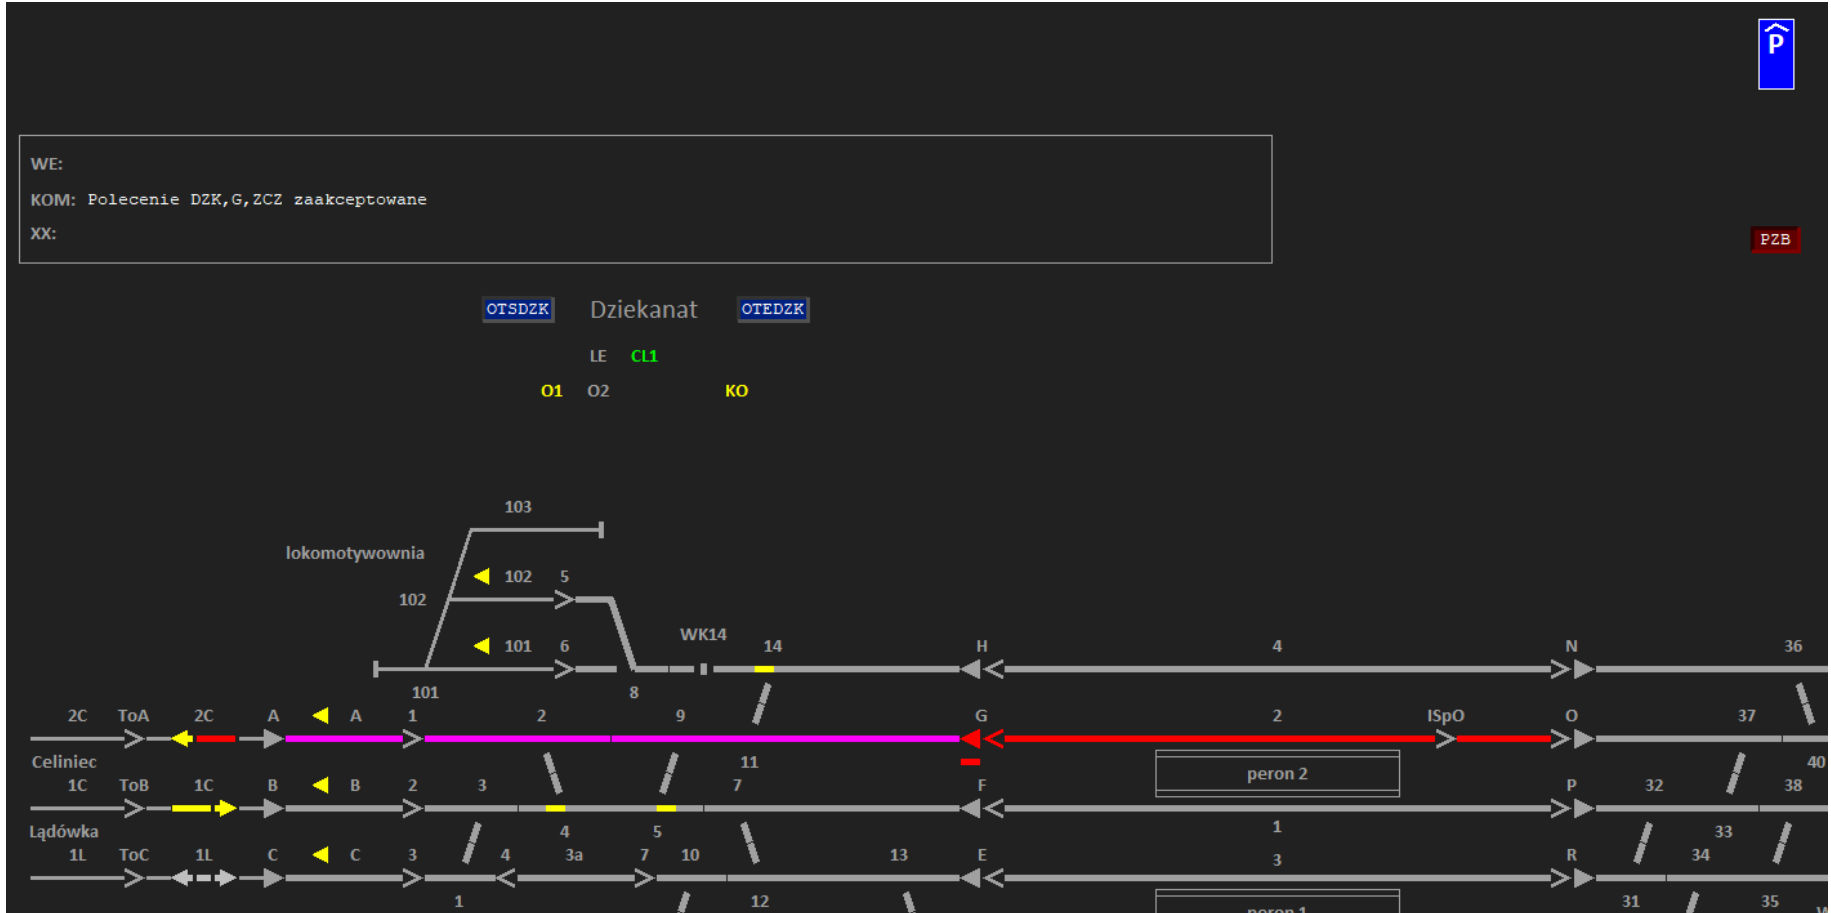 P
WE:
KOM: Polecenie DZK,G,ZCZ zaakceptowane
XX:
PZB
OTSDZK Dziekanat OTEDZK
LE CL1
O1 O2 KO
103
lokomotywownia
102 5
102
WK14
101 6 14 H 4 N 36
101 8
2C ToA 2C A A 1 2 9 G 2 ISpO O 37
Celiniec 11 peron 2 40
1C ToB 1C B B 2 3 7 F P 32 38
Lądówka 4 5 1 33
1L ToC 1L C C 3 4 3a 7 10 13 E 3 R 34
1 12 31 35